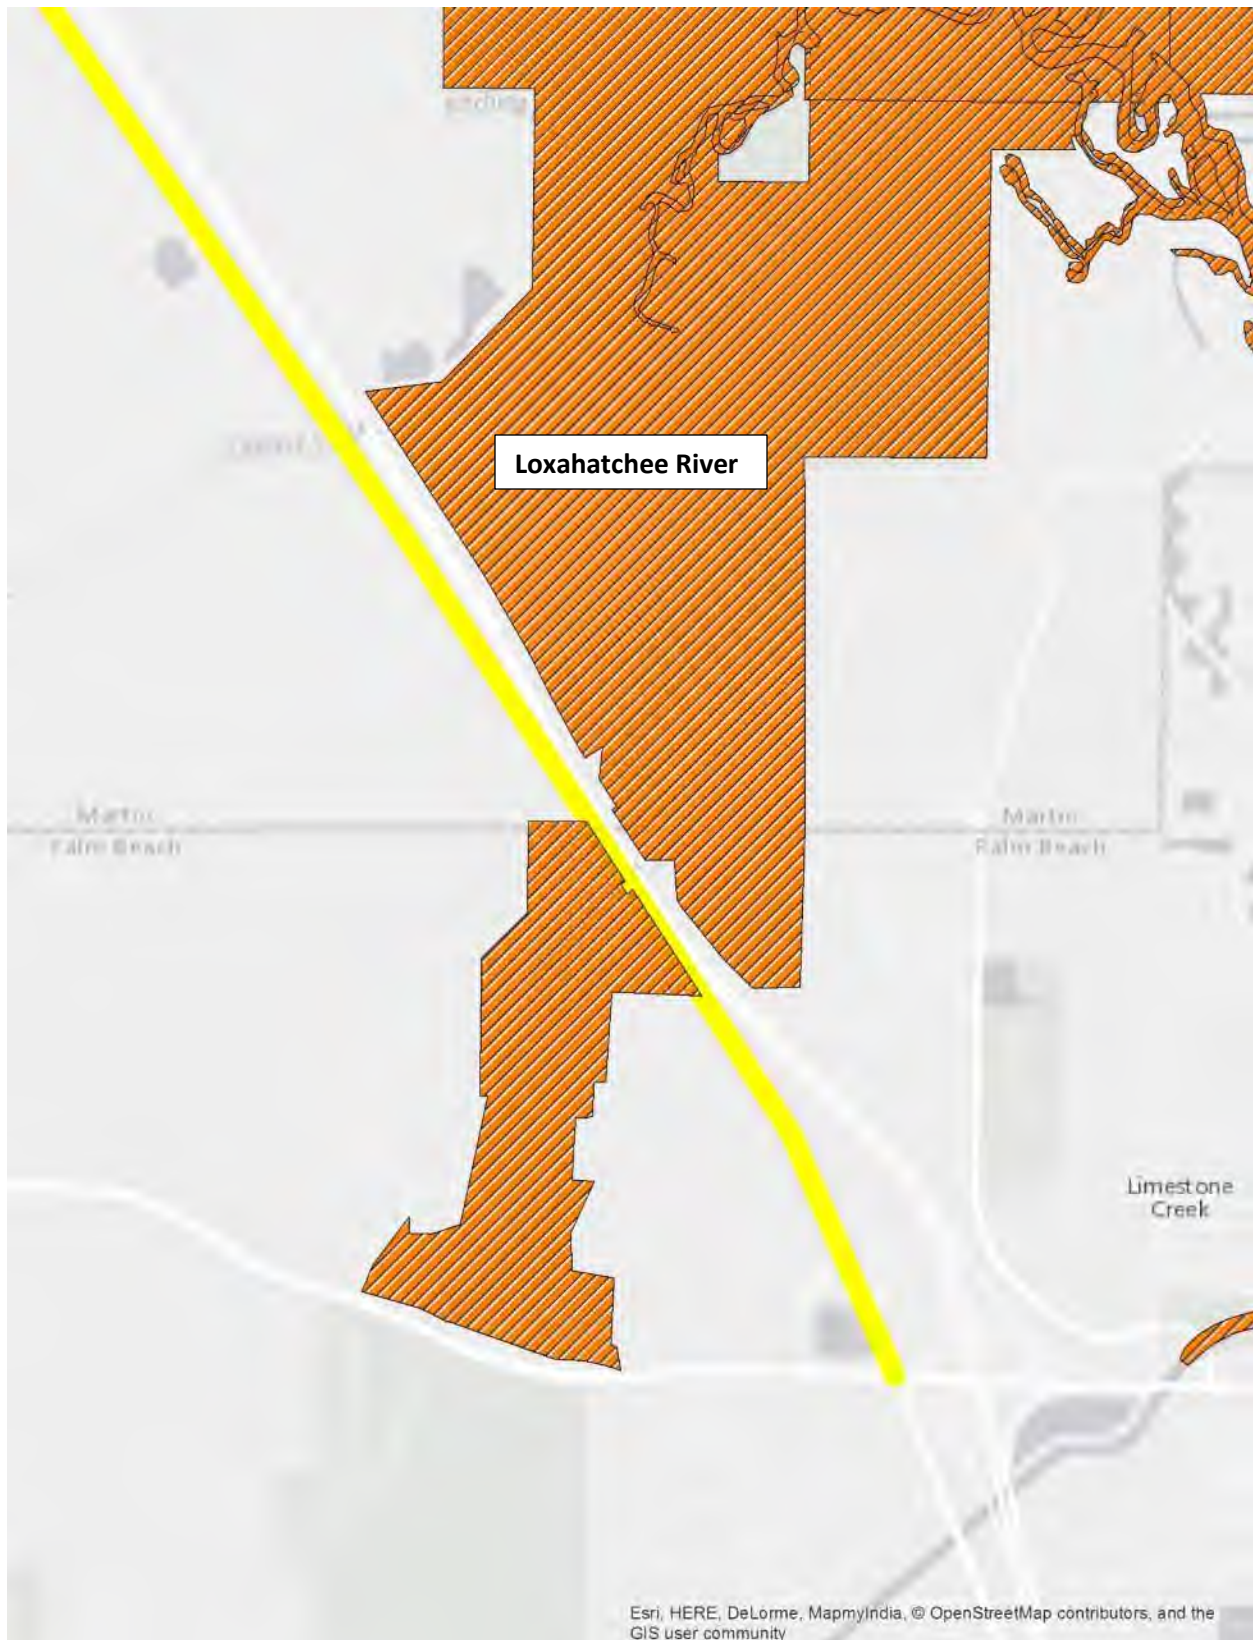 Loxahatchee River
Martin
Palm Beach
Martin
Palm Beach
Limestone
Creek
Esri, HERE, DeLorme, MapmyIndia, © OpenStreetMap contributors, and the
GIS user community